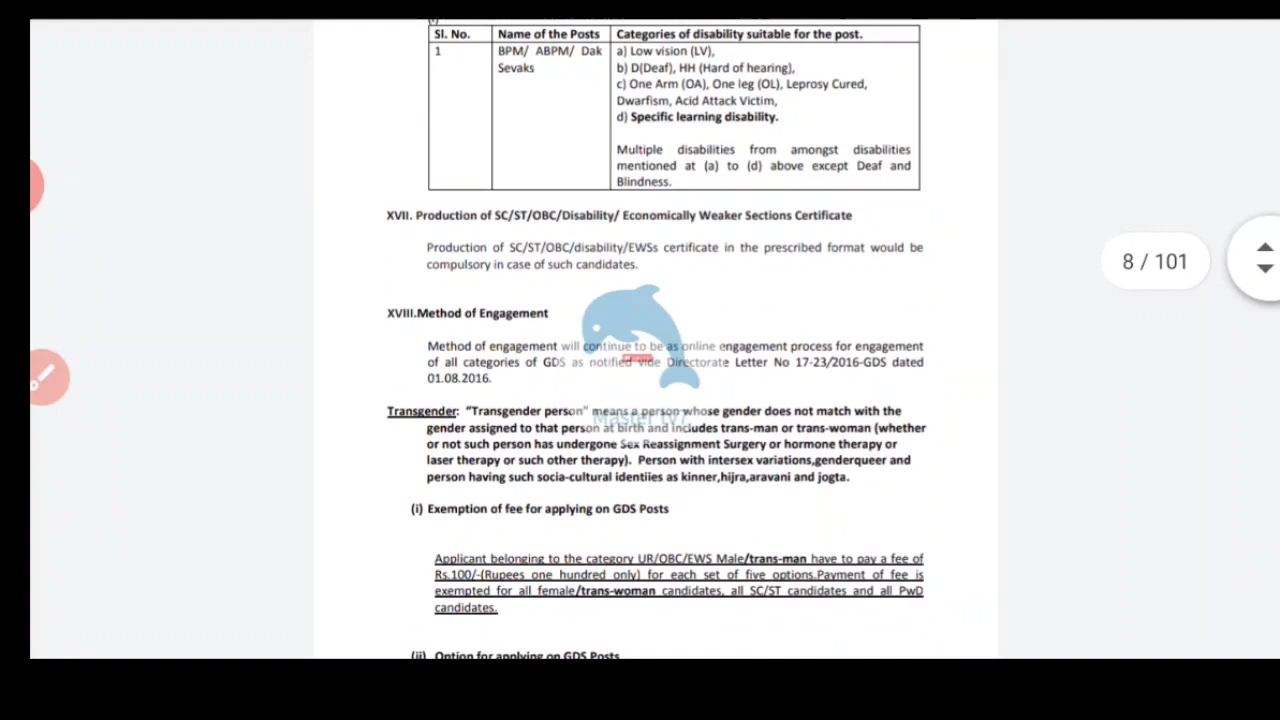 Sl. No. Name of the Posts Categories of disability suitable for the post.
1 BPM/ ABPM/ Dak a) Low vision (LV),
Sevaks b) D(Deaf), HH (Hard of hearing),
c) One Arm (OA), One leg (OL), Leprosy Cured,
Dwarfism, Acid Attack Victim,
d) Specific learning disability.
Multiple disabilities from amongst disabilities
mentioned at (a) to (d) above except Deaf and
Blindness.
XVII. Production of SC/ST/OBC/Disability/ Economically Weaker Sections Certificate
Production of SC/ST/OBC/disability/EWSs certificate in the prescribed format would be
compulsory in case of such candidates.
8 / 101
XVIII.Method of Engagement
Method of engagement will continue to be as online engagement process for engagement
of all categories of GDS as notified vide Directorate Letter No 17-23/2016-GDS dated
01.08.2016.
Transgender: “Transgender person” means a person whose gender does not match with the
Master tv7
gender assigned to that person at birth and includes trans-man or trans-woman (whether
or not such person has undergone Sex Reassignment Surgery or hormone therapy or
laser therapy or such other therapy). Person with intersex variations,genderqueer and
person having such socia-cultural identiies as kinner,hijra,aravani and jogta.
(i) Exemption of fee for applying on GDS Posts
Applicant belonging to the category UR/OBC/EWS Male/trans-man have to pay a fee of
Rs.100/-(Rupees one hundred only) for each set of five options.Payment of fee is
exempted for all female/trans-woman candidates, all SC/ST candidates and all PwD
candidates.
(ii) Option for applying on GDS Posts